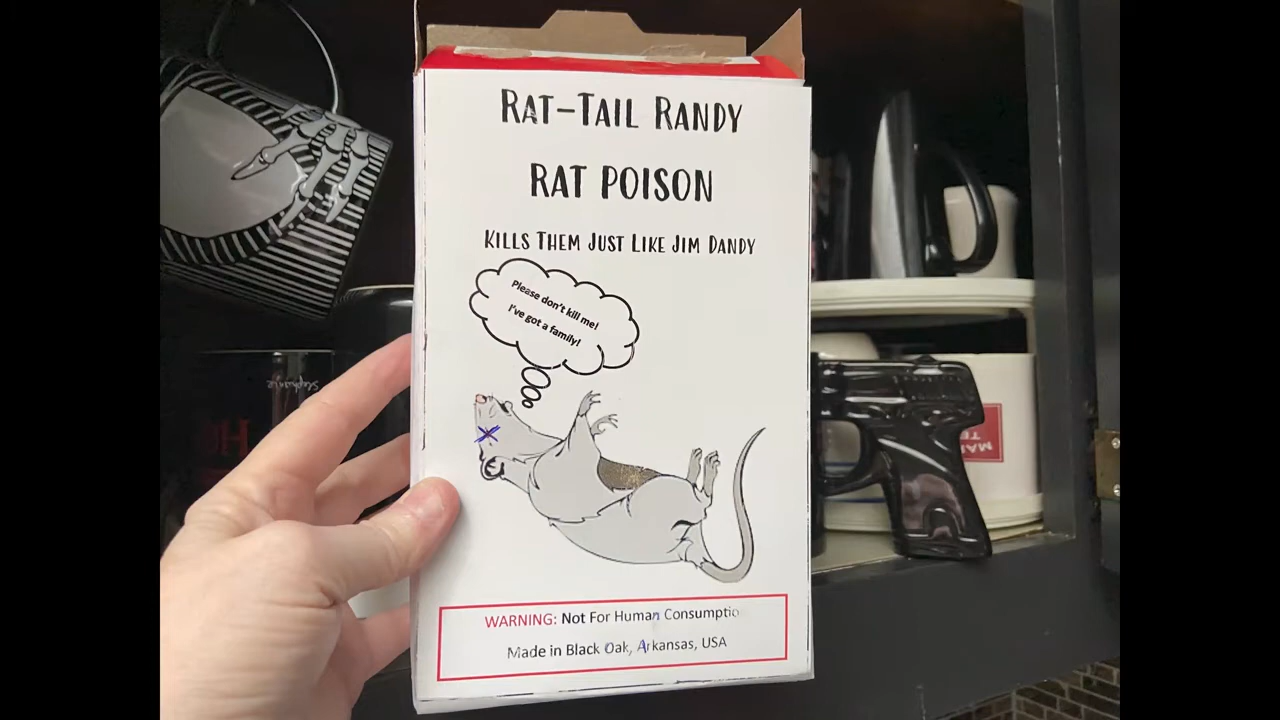 RAT-TAIL RANDY
RAT POISON
KILLS THEM JUST LIKE JIM DANDY
Please don't kill me!
I've got a family!
WARNING: Not For Human Consumptio
Made in Black Oak, Arkansas, USA
Stephanie